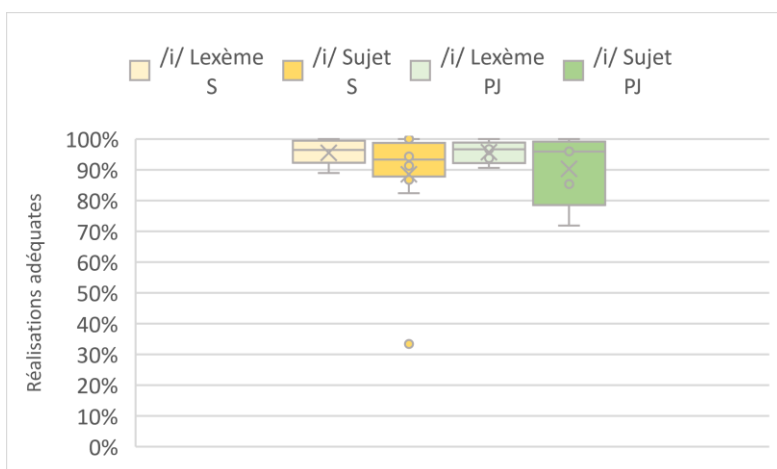 /i/ Lexème S
/i/ Sujet S
/i/ Lexème PJ
/i/ Sujet PJ
Réalisations adéquates
100%
90%
80%
70%
60%
50%
40%
30%
20%
10%
0%